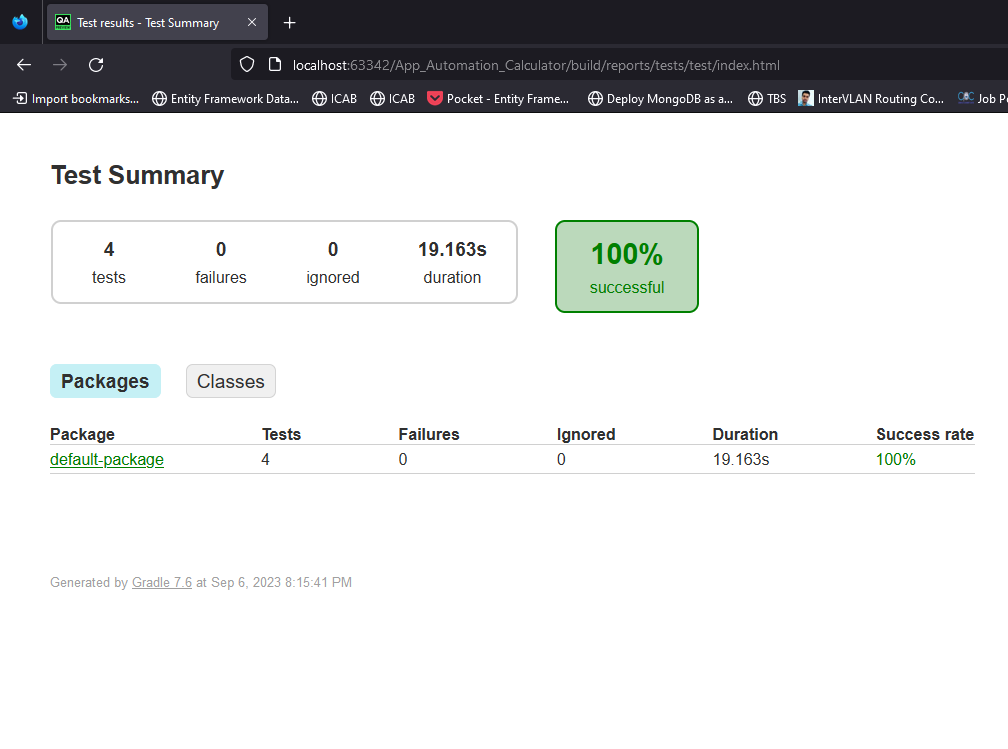 QA
Test results - Test Summary
localhost:63342/App_Automation_Calculator/build/reports/tests/test/index.html
Import bookmarks... Entity Framework Data... ICAB ICAB Pocket - Entity Frame... Deploy MongoDB as a... TBS InterVLAN Routing Co... Job P
Test Summary
4 0 0 19.163s
tests failures ignored duration
100%
successful
Packages Classes
Package Tests Failures Ignored Duration Success rate
default-package 4 0 0 19.163s 100%
Generated by Gradle 7.6 at Sep 6, 2023 8:15:41 PM